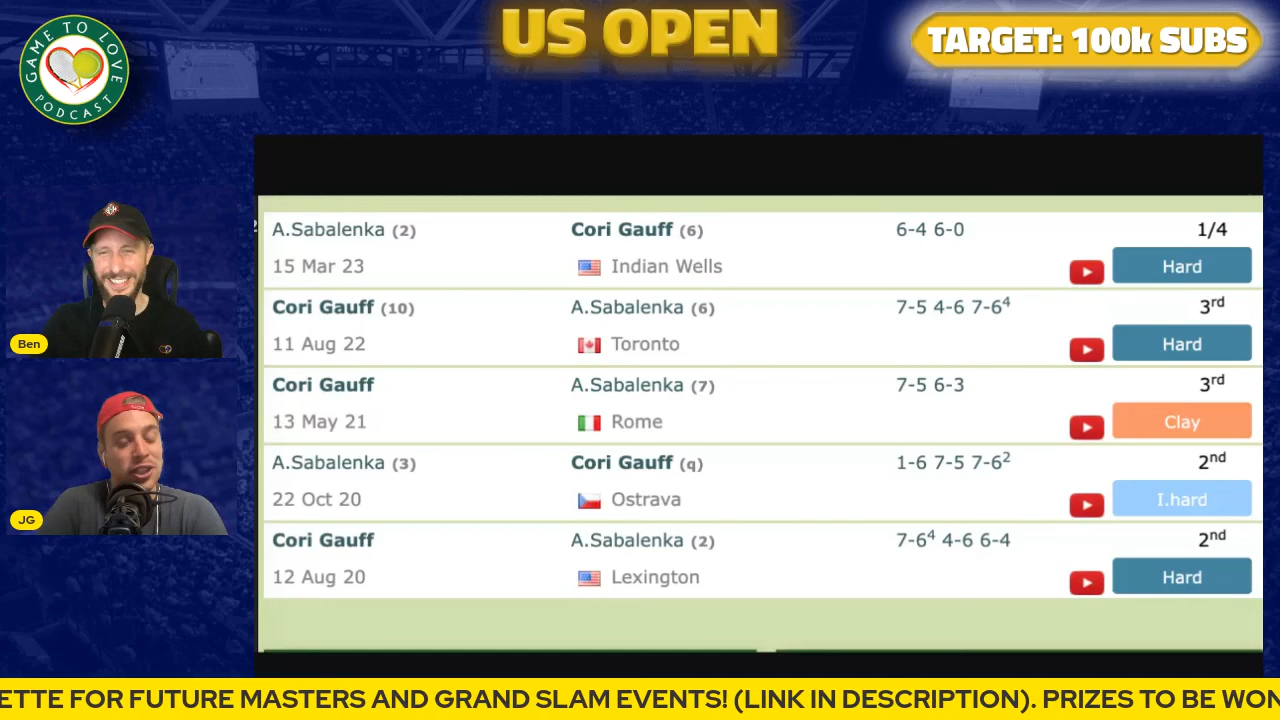 GAME TO LOVE
PODCAST
US OPEN
TARGET: 100k SUBS
A.Sabalenka (2) Cori Gauff (6) 6-4 6-0 1/4
15 Mar 23 Indian Wells Hard
Cori Gauff (10) A.Sabalenka (6) 7-5 4-6 7-6⁴ 3rd
11 Aug 22 Toronto Hard
Cori Gauff A.Sabalenka (7) 7-5 6-3 3rd
13 May 21 Rome Clay
A.Sabalenka (3) Cori Gauff (q) 1-6 7-5 7-6² 2nd
22 Oct 20 Ostrava I.hard
Cori Gauff A.Sabalenka (2) 7-6⁴ 4-6 6-4 2nd
12 Aug 20 Lexington Hard
Ben
JG
ETTE FOR FUTURE MASTERS AND GRAND SLAM EVENTS! (LINK IN DESCRIPTION). PRIZES TO BE WON